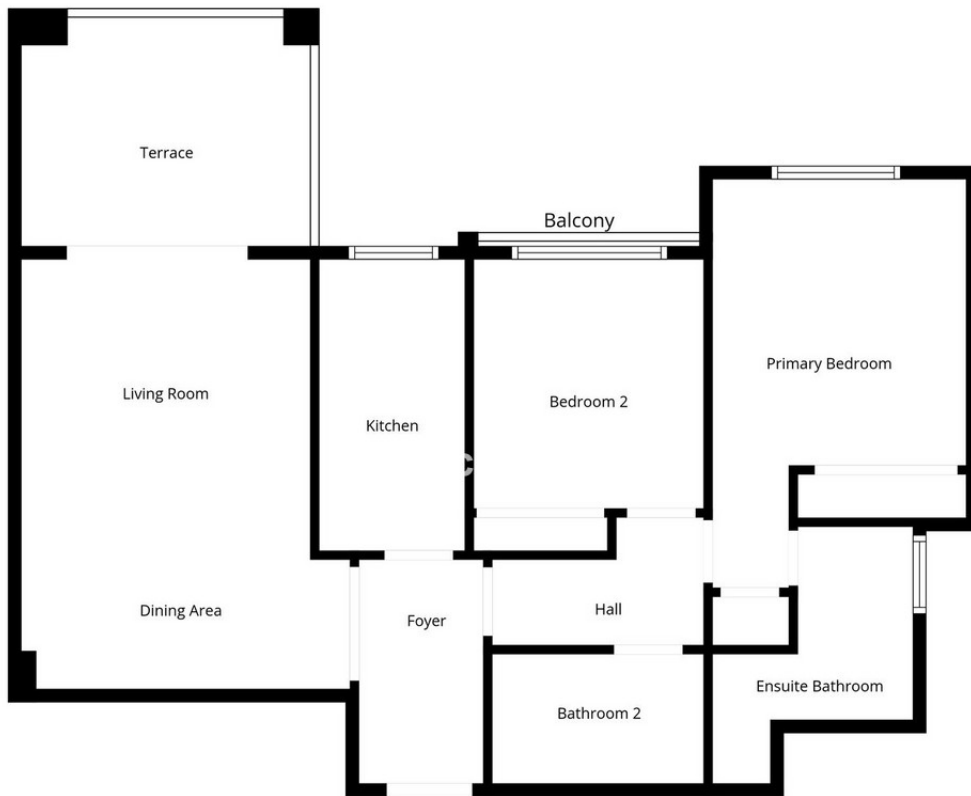 Terrace
Balcony
Primary Bedroom
Living Room
Bedroom 2
Kitchen
Dining Area
Hall
Foyer
Ensuite Bathroom
Bathroom 2